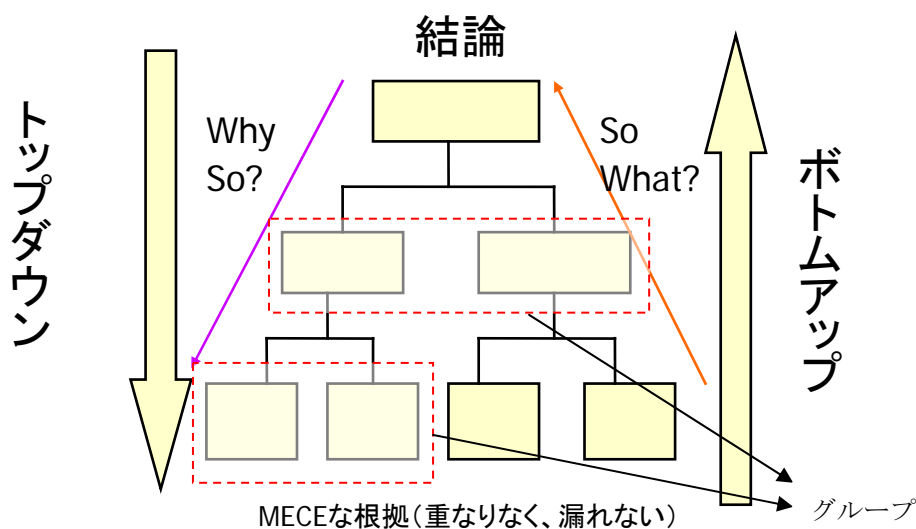 結論
トップダウン
Why
So?
So
What?
ボトムアップ
MECEな根拠(重なりなく、漏れない)
グループ